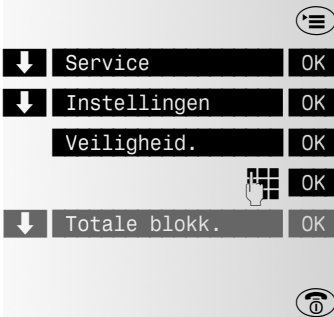 Service OK
Instellingen OK
Veiligheid. OK
OK
Totale blokk. OK